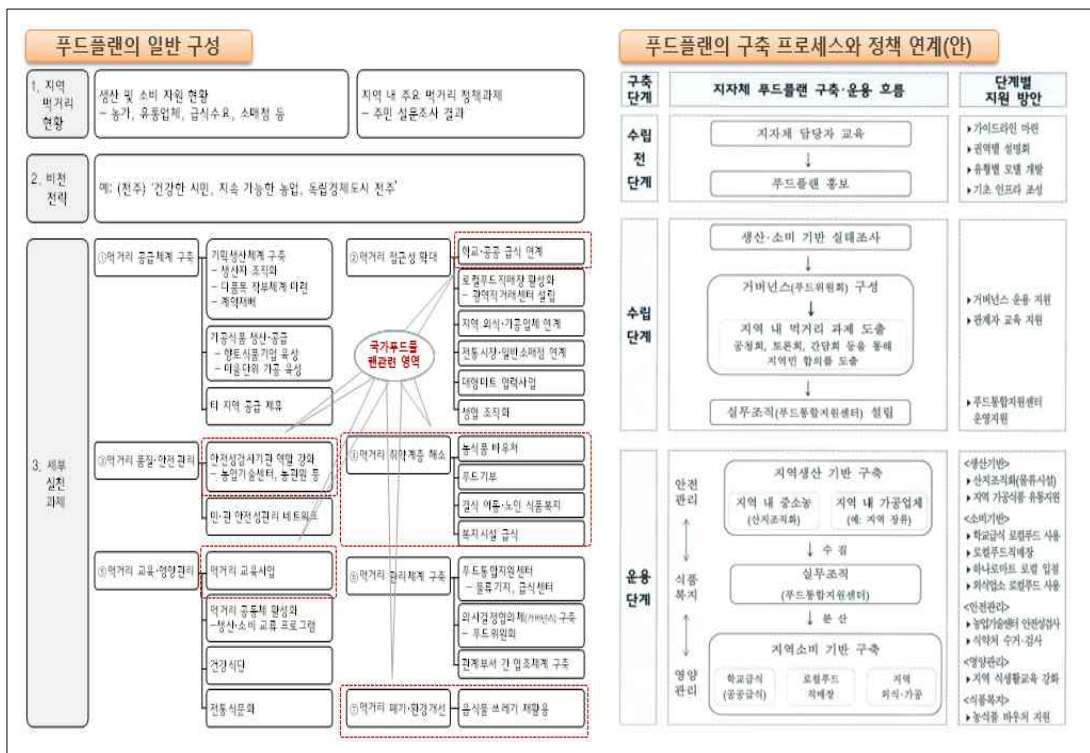 푸드플랜의 일반 구성
1. 지역
먹거리
현황
생산 및 소비 자원 현황
- 농가, 유통업체, 급식수요, 소매점 등
지역 내 주요 먹거리 정책과제
- 주민 설문조사 결과
2. 비전
전략
예: (전주) '건강한 시민, 지속 가능한 농업, 독립경제도시 전주'
3. 세부
실천
과제
①먹거리 공급체계 구축
기획생산체계 구축
- 생산자 조직화
- 다품목 작부체계 마련
- 계약재배
가공식품 생산·공급
- 향토식품기업 육성
- 마을단위 가공 육성
타 지역 공급 제휴
②먹거리 접근성 확대
학교·공공 급식 연계
로컬푸드직매장 활성화
- 광역직거래센터 설립
지역 외식·가공업체 연계
전통시장·일반소매점 연계
대형마트 협력사업
생협 조직화
국가푸드플
랜관련 영역
③먹거리 품질·안전 관리
안전성검사기관 역할 강화
- 농업기술센터, 농관원 등
민·관 안전성관리 네트워크
먹거리 취약계층 해소
농식품 바우처
푸드기부
결식 아동·노인 식품복지
복지시설 급식
먹거리 교육·영양관리
먹거리 교육사업
먹거리 공동체 활성화
-생산·소비 교류 프로그램
건강식단
전통식문화
먹거리 관리체계 구축
푸드통합지원센터
- 물류기지, 급식센터
의사결정협의체(거버넌스) 구축
- 푸드위원회
관계부서 간 업조체계 구축
⑦먹거리 폐기·환경개선
음식물 쓰레기 재활용
푸드플랜의 구축 프로세스와 정책 연계(안)
구축
단계
지자체 푸드플랜 구축·운용 흐름
단계별
지원 방안
수립
전
단계
지자체 담당자 교육
푸드플랜 홍보
▸가이드라인 마련
▸권역별 설명회
▸유형별 모델 개발
▸기초 인프라 조성
수립
단계
생산·소비 기반 실태조사
거버넌스(푸드위원회) 구성
지역 내 먹거리 과제 도출
공청회, 토론회, 간담회 등을 통해
지역민 합의를 도출
실무조직(푸드통합지원센터) 설립
▸거버넌스 운용 지원
▸관계자 교육 지원
▸푸드통합지원센터
운영지원
운용
단계
안전
관리
식품
복지
영양
관리
지역생산 기반 구축
지역 내 중소농
(산지조직화)
지역 내 가공업체
(예: 지역 장류)
수 집
실무조직
(푸드통합지원센터)
분 산
지역소비 기반 구축
학교급식
(공공급식)
로컬푸드
직매장
지역
외식·가공
<생산기반>
▸산지조직화(물류시설)
▸지역 가공식품 유통지원
<소비기반>
▸학교급식 로컬푸드 사용
▸로컬푸드직매장
▸하나로마트 로컬 입점
▸외식업소 로컬푸드 사용
<안전관리>
▸농업기술센터 안전성검사
▸식약처 수거·검사
<영양관리>
▸지역 식생활교육 강화
<식품복지>
▸농식품 바우처 지원